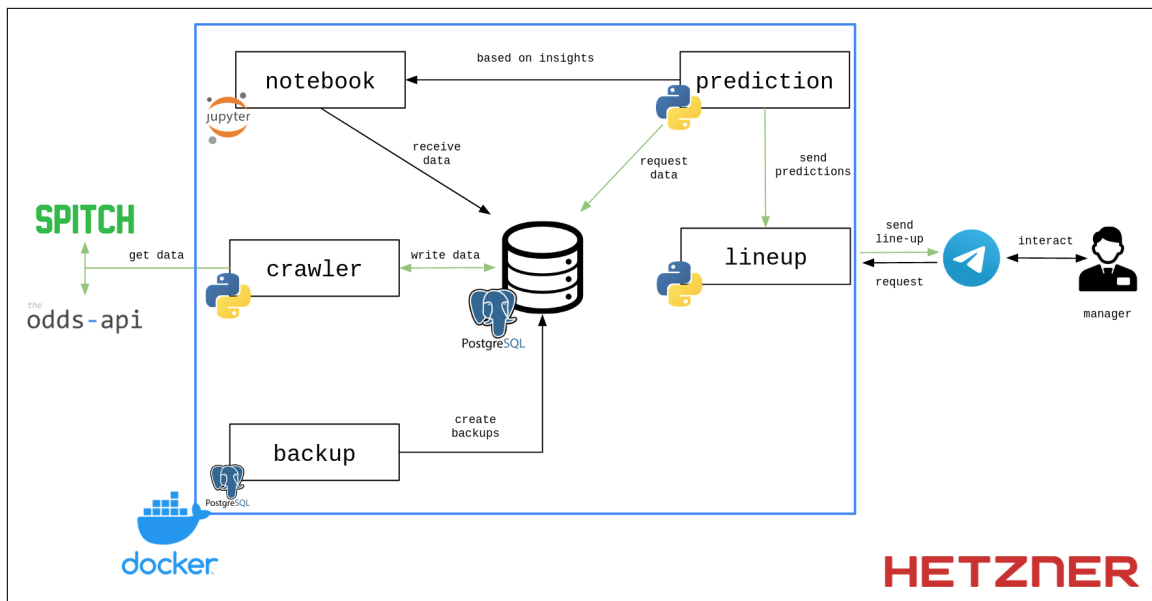 based on insights
notebook
prediction
jupyter
receive
data
request
data
send
predictions
SPITCH
get data
crawler
write data
lineup
send
line-up
request
interact
manager
the
odds-api
PostgreSQL
create
backups
backup
PostgreSQL
docker
HETZNER